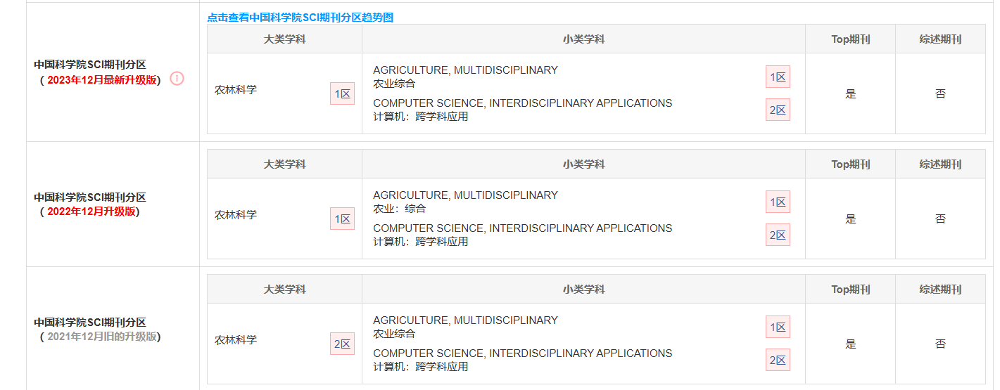 点击查看中国科学院SCI期刊分区趋势图
中国科学院SCI期刊分区
（ 2023年12月最新升级版)
大类学科 小类学科 Top期刊 综述期刊
农林科学 1区
AGRICULTURE, MULTIDISCIPLINARY
农业综合
1区
COMPUTER SCIENCE, INTERDISCIPLINARY APPLICATIONS
计算机：跨学科应用
2区
是 否
中国科学院SCI期刊分区
（ 2022年12月升级版)
大类学科 小类学科 Top期刊 综述期刊
农林科学 1区
AGRICULTURE, MULTIDISCIPLINARY
农业：综合
1区
COMPUTER SCIENCE, INTERDISCIPLINARY APPLICATIONS
计算机：跨学科应用
2区
是 否
中国科学院SCI期刊分区
（ 2021年12月旧的升级版)
大类学科 小类学科 Top期刊 综述期刊
农林科学 2区
AGRICULTURE, MULTIDISCIPLINARY
农业综合
1区
COMPUTER SCIENCE, INTERDISCIPLINARY APPLICATIONS
计算机：跨学科应用
2区
是 否